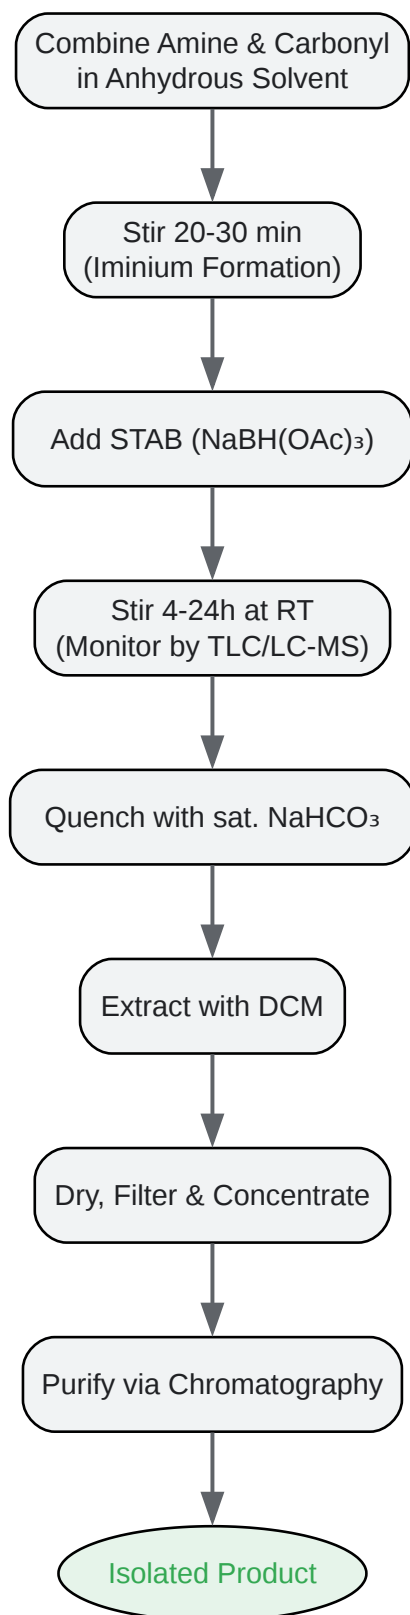 Combine Amine & Carbonyl
in Anhydrous Solvent
Stir 20-30 min
(Iminium Formation)
Add STAB (NaBH(OAc)₃)
Stir 4-24h at RT
(Monitor by TLC/LC-MS)
Quench with sat. NaHCO₃
Extract with DCM
Dry, Filter & Concentrate
Purify via Chromatography
Isolated Product